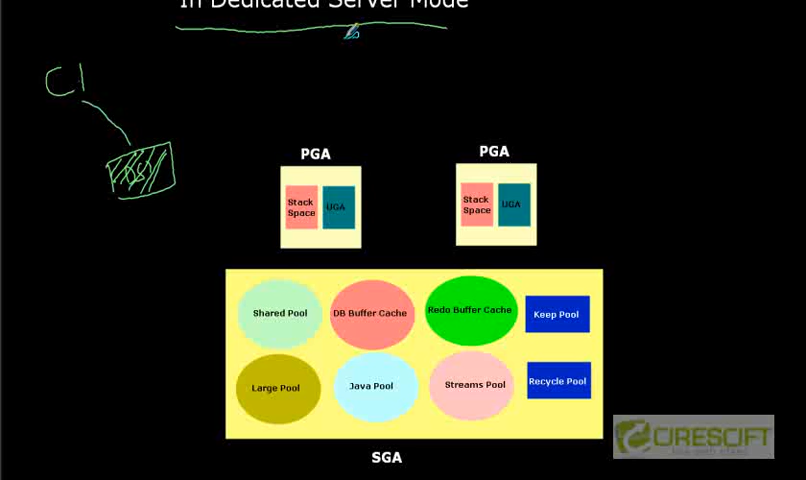 In Dedicated Server Mode
C1
PGA
PGA
Stack
Space
UGA
Stack
Space
UGA
Shared Pool
DB Buffer Cache
Redo Buffer Cache
Keep Pool
Large Pool
Java Pool
Streams Pool
Recycle Pool
SGA